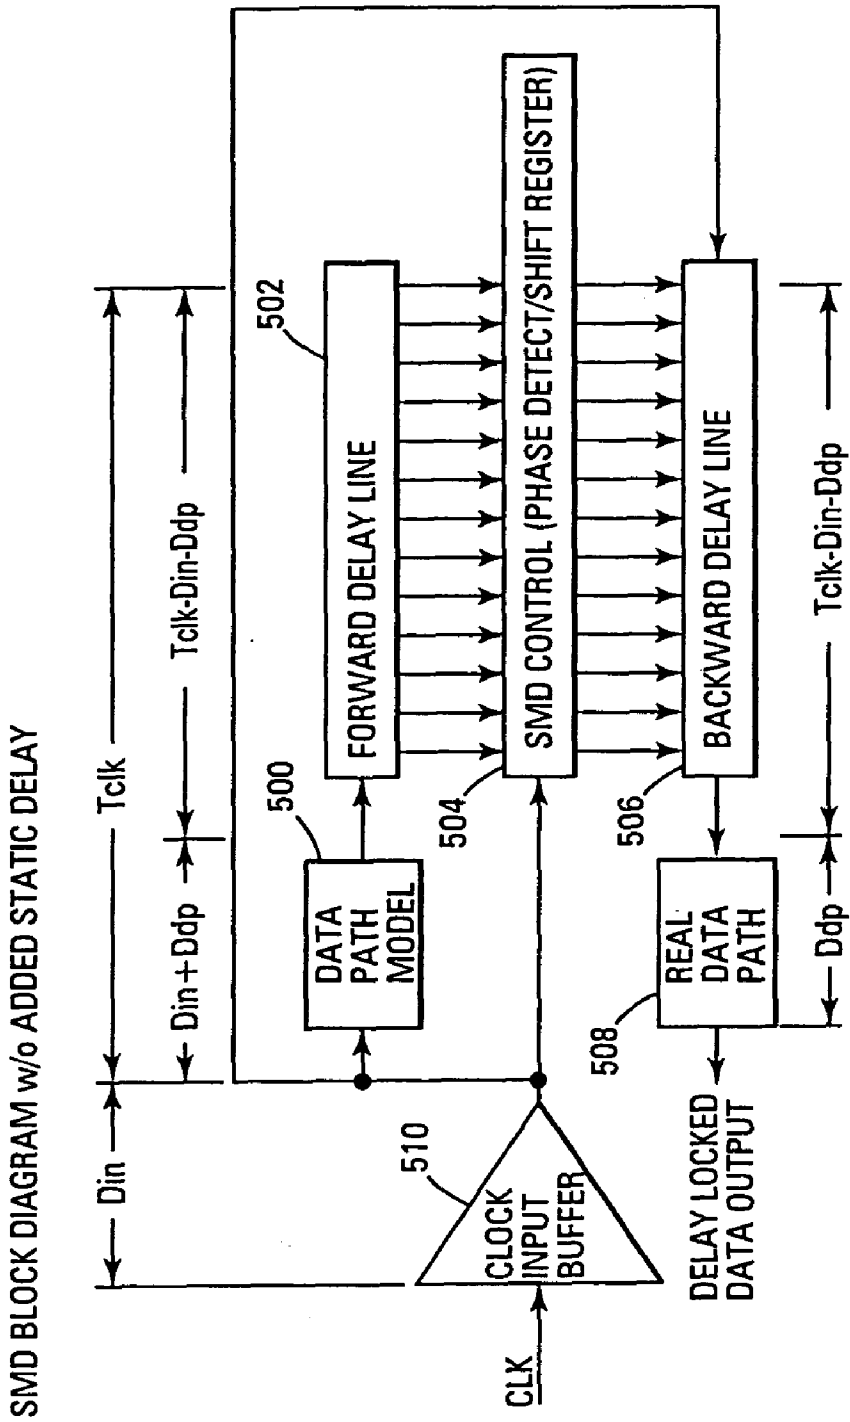 SMD BLOCK DIAGRAM w/o ADDED STATIC DELAY
Din
Tclk
Din+Ddp
Tclk-Din-Ddp
500
502
DATA
PATH
MODEL
FORWARD DELAY LINE
510
CLK
CLOCK
INPUT
BUFFER
504
SMD CONTROL (PHASE DETECT/SHIFT REGISTER)
506
508
DELAY LOCKED
DATA OUTPUT
REAL
DATA
PATH
BACKWARD DELAY LINE
Ddp
Tclk-Din-Ddp